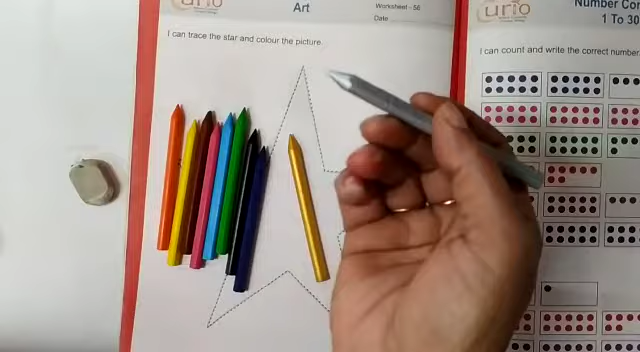 urio
Art
Worksheet - 56
Date
I can trace the star and colour the picture.
urio
Number
1 To 30
I can count and write the correct number